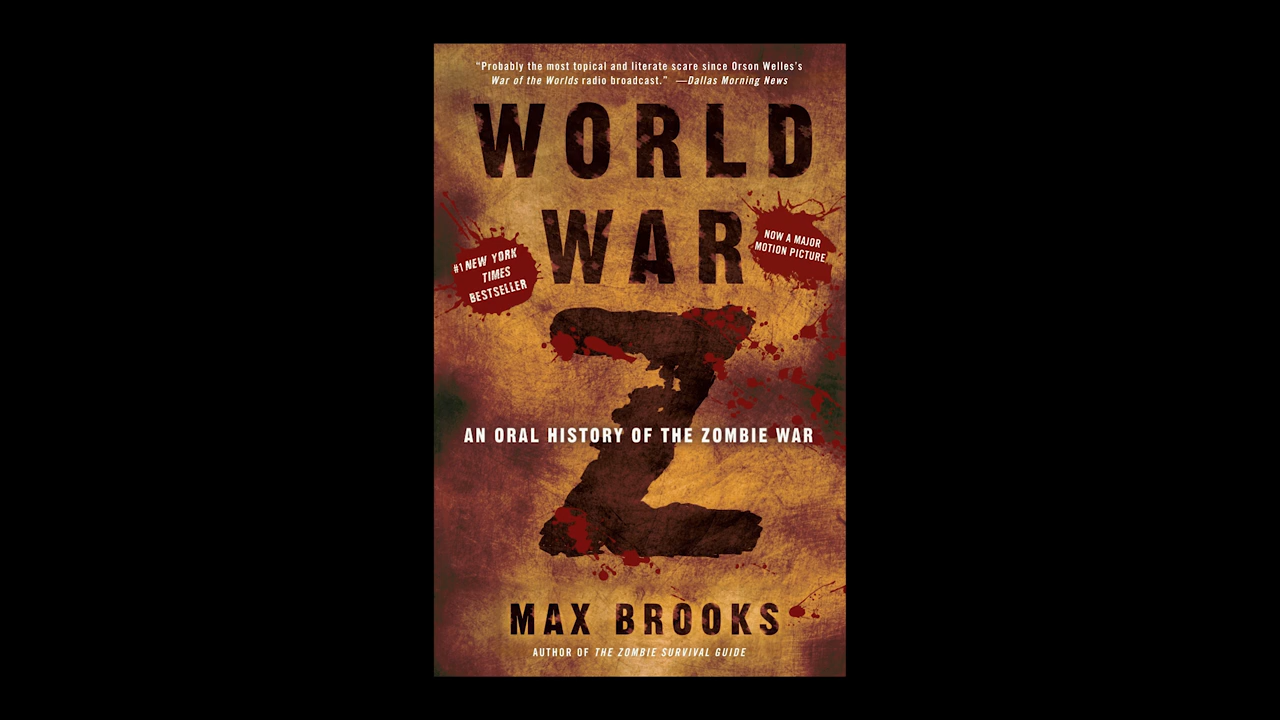 “Probably the most topical and literate scare since Orson Welles’s
War of the Worlds radio broadcast.” —Dallas Morning News
WORLD
WAR
NOW A MAJOR
MOTION PICTURE
#1 NEW YORK
TIMES
BESTSELLER
Z
AN ORAL HISTORY OF THE ZOMBIE WAR
MAX BROOKS
AUTHOR OF THE ZOMBIE SURVIVAL GUIDE